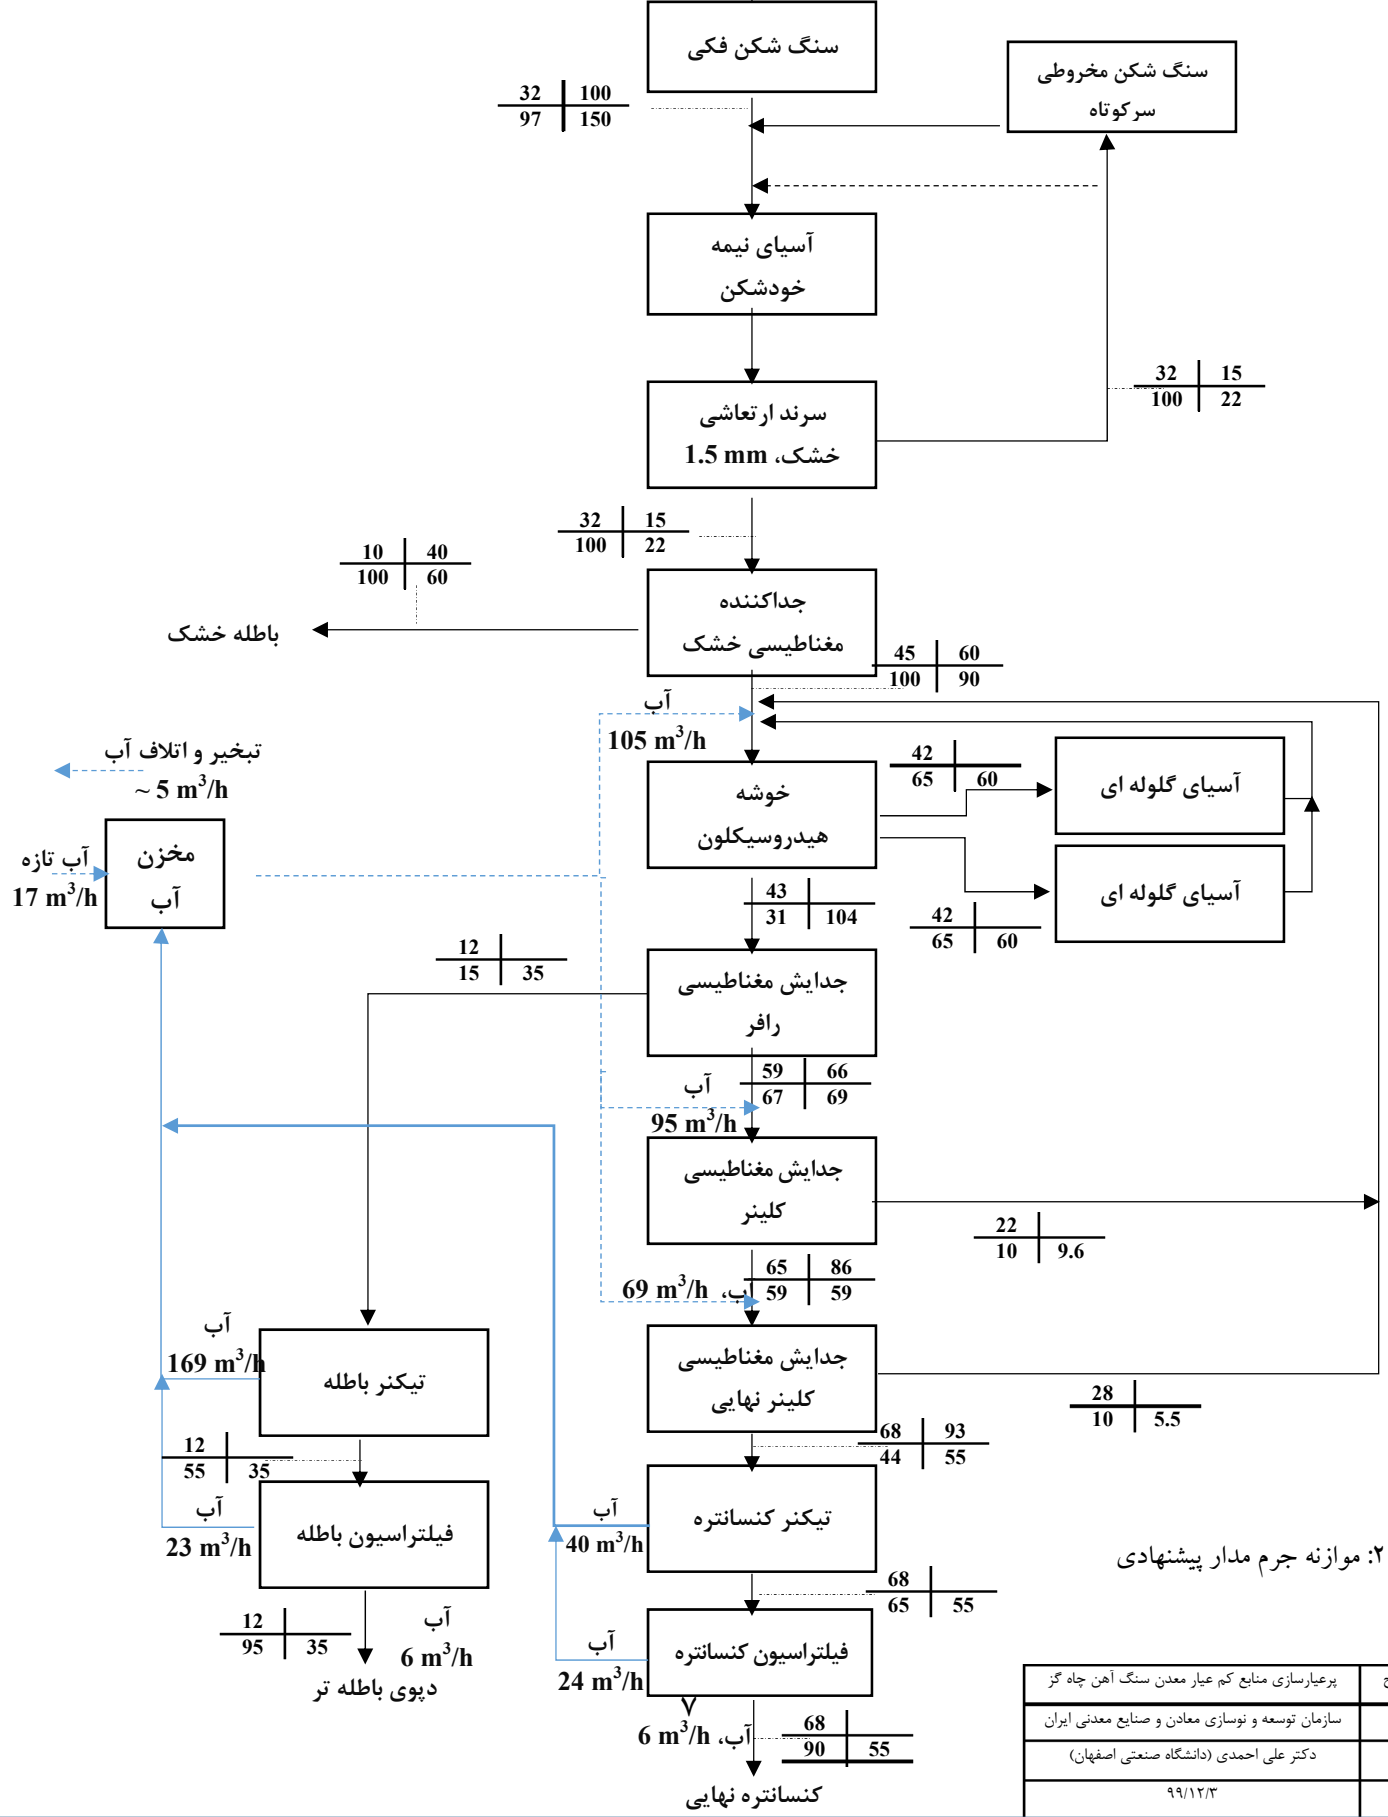 سنگ شکن فکی
سنگ شکن مخروطی
سر کوتاه
32 100
97 150
آسیای نیمه
خودشکن
32 15
100 22
سرند ارتعاشی
خشک، 1.5 mm
32 15
100 22
10 40
100 60
جداکننده
مغناطیسی خشک
باطله خشک
45 60
100 90
آب
105 m³/h
تبخیر و اتلاف آب
~ 5 m³/h
42
65 60
آسیای گلوله ای
خوشه
هیدروسیکلون
مخزن
آب
آب تازه
17 m³/h
آسیای گلوله ای
43
31 104
42
65 60
12
15 35
جدایش مغناطیسی
رافر
59 66
67 69
آب
95 m³/h
جدایش مغناطیسی
کلینر
22
10 9.6
65 86
59 59
آب، 69 m³/h
جدایش مغناطیسی
کلینر نهایی
آب
169 m³/h
تیکنر باطله
28
10 5.5
68 93
44 55
12
55 35
تیکنر کنسانتره
آب
40 m³/h
فیلتراسیون باطله
آب
23 m³/h
۲: موازنه جرم مدار پیشنهادی
68
65 55
12
95 35
آب
6 m³/h
فیلتراسیون کنسانتره
آب
24 m³/h
دپوی باطله تر
۷
آب، 6 m³/h
68
90 55
کنسانتره نهایی
پرعیارسازی منابع کم عیار معدن سنگ آهن چاه گز
سازمان توسعه و نوسازی معادن و صنایع معدنی ایران
دکتر علی احمدی (دانشگاه صنعتی اصفهان)
۹۹/۱۲/۳